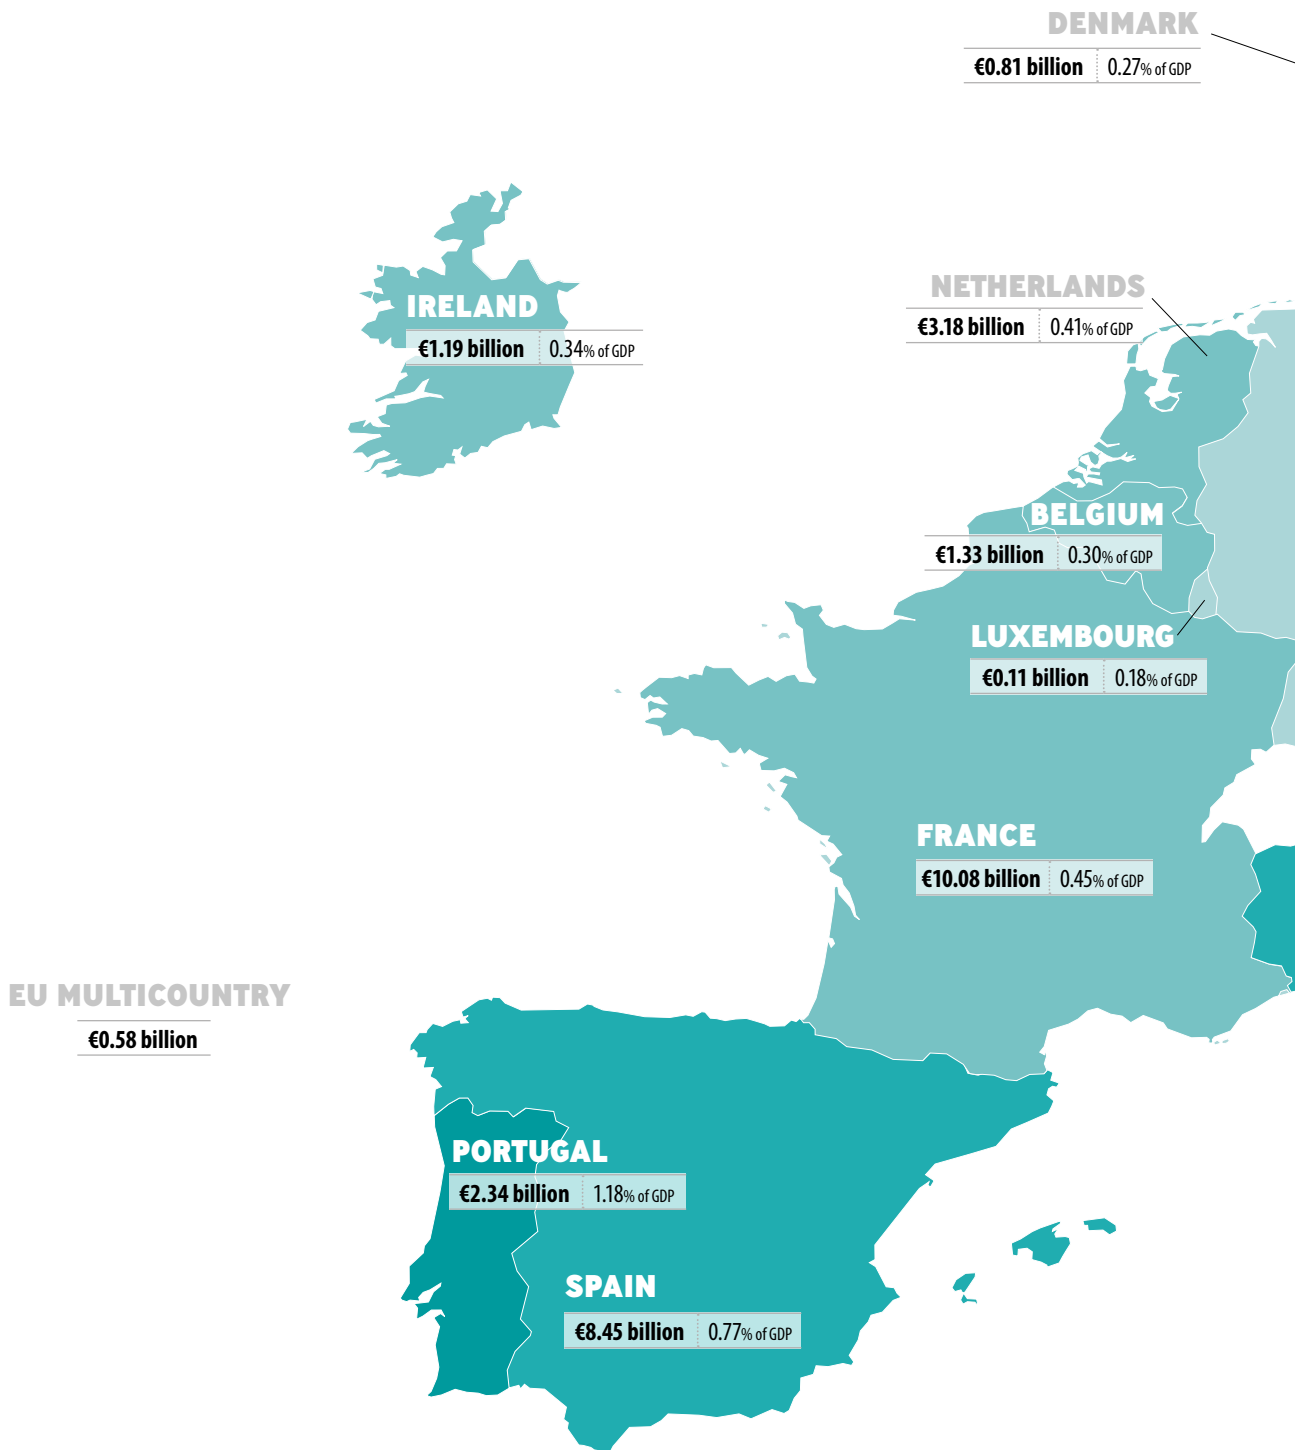 DENMARK
€0.81 billion 0.27% of GDP
IRELAND
€1.19 billion 0.34% of GDP
NETHERLANDS
€3.18 billion 0.41% of GDP
BELGIUM
€1.33 billion 0.30% of GDP
LUXEMBOURG
€0.11 billion 0.18% of GDP
FRANCE
€10.08 billion 0.45% of GDP
EU MULTICOUNTRY
€0.58 billion
PORTUGAL
€2.34 billion 1.18% of GDP
SPAIN
€8.45 billion 0.77% of GDP